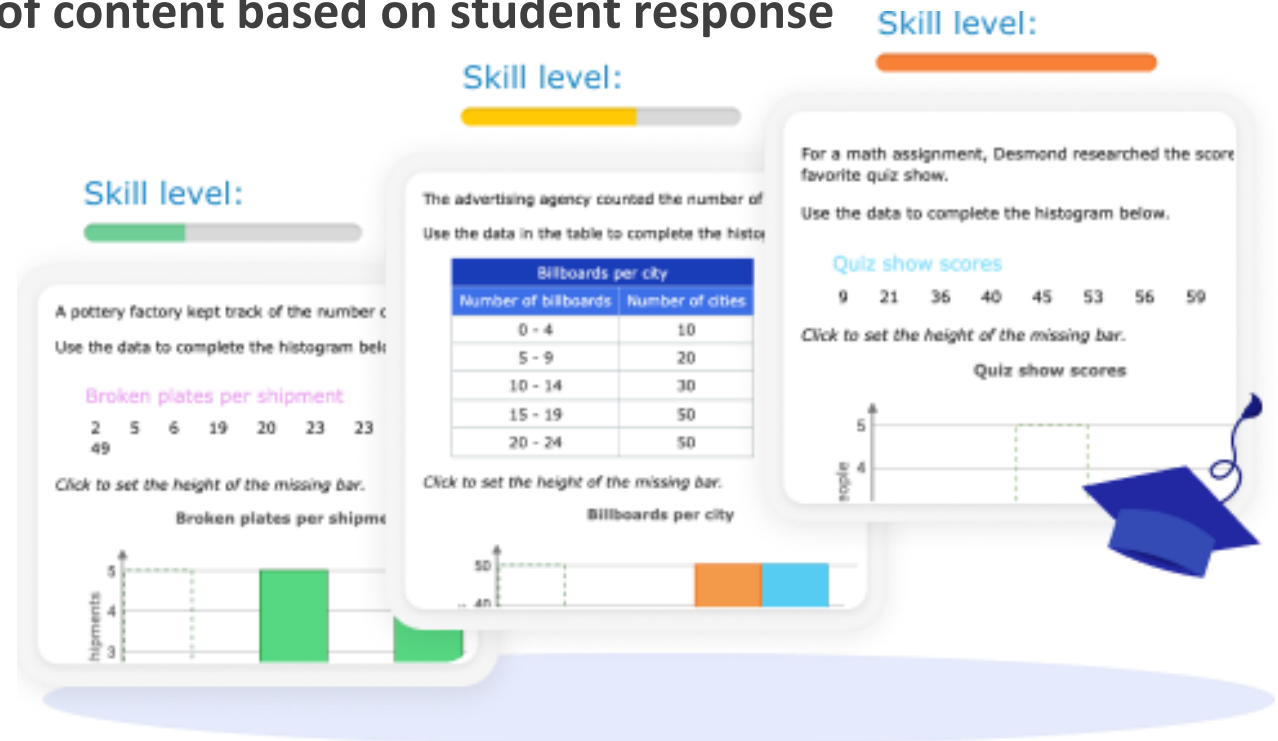 of content based on student response
Skill level:
A pottery factory kept track of the number
Use the data to complete the histogram
Broken plates per shipment
2 5 6 19 20 23 23
49
Click to set the height of the missing bar.
Broken plates per
5
4
3
Skill level:
The advertising agency counted the number of
Use the data in the table to complete the
Billboards per city
Number of billboards Number of cities
0 - 4 10
5 - 9 20
10 - 14 30
15 - 19 50
20 - 24 50
Click to set the height of the missing bar.
Billboards per city
50
40
Skill level:
For a math assignment, Desmond researched the score
favorite quiz show.
Use the data to complete the histogram below.
Quiz show scores
9 21 36 40 45 53 56 59
Click to set the height of the missing bar.
Quiz show scores
5
4